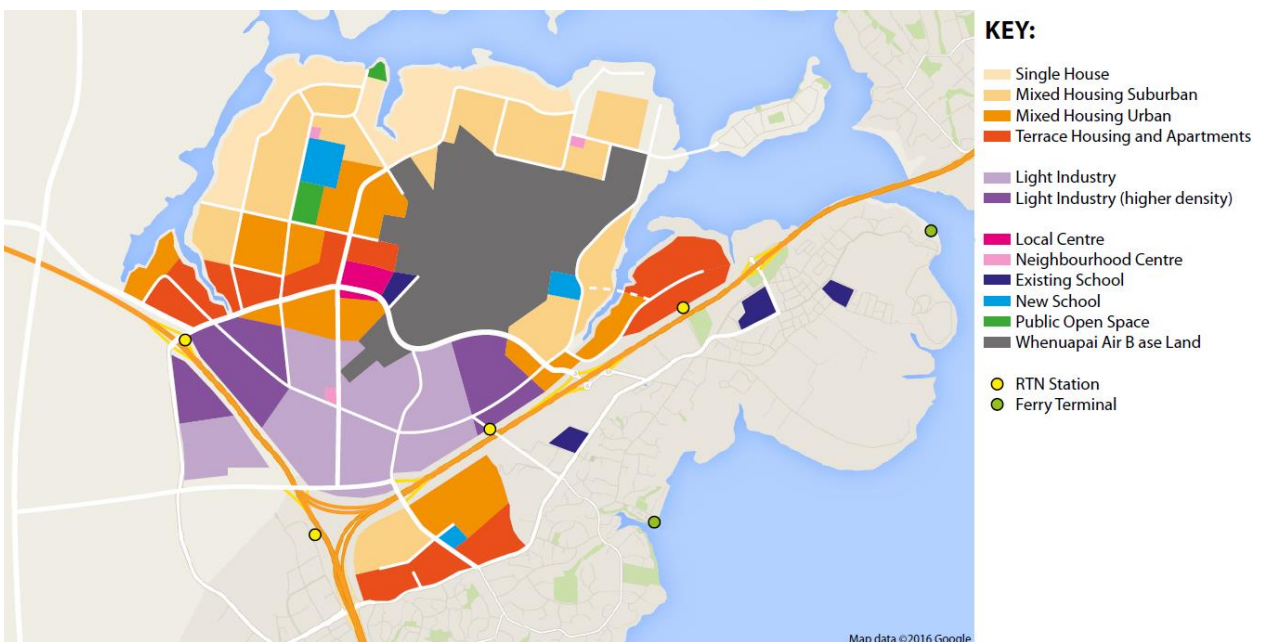 KEY:
Single House
Mixed Housing Suburban
Mixed Housing Urban
Terrace Housing and Apartments
Light Industry
Light Industry (higher density)
Local Centre
Neighbourhood Centre
Existing School
New School
Public Open Space
Whenuapai Air B ase Land
RTN Station
Ferry Terminal
Map data ©2016 Google